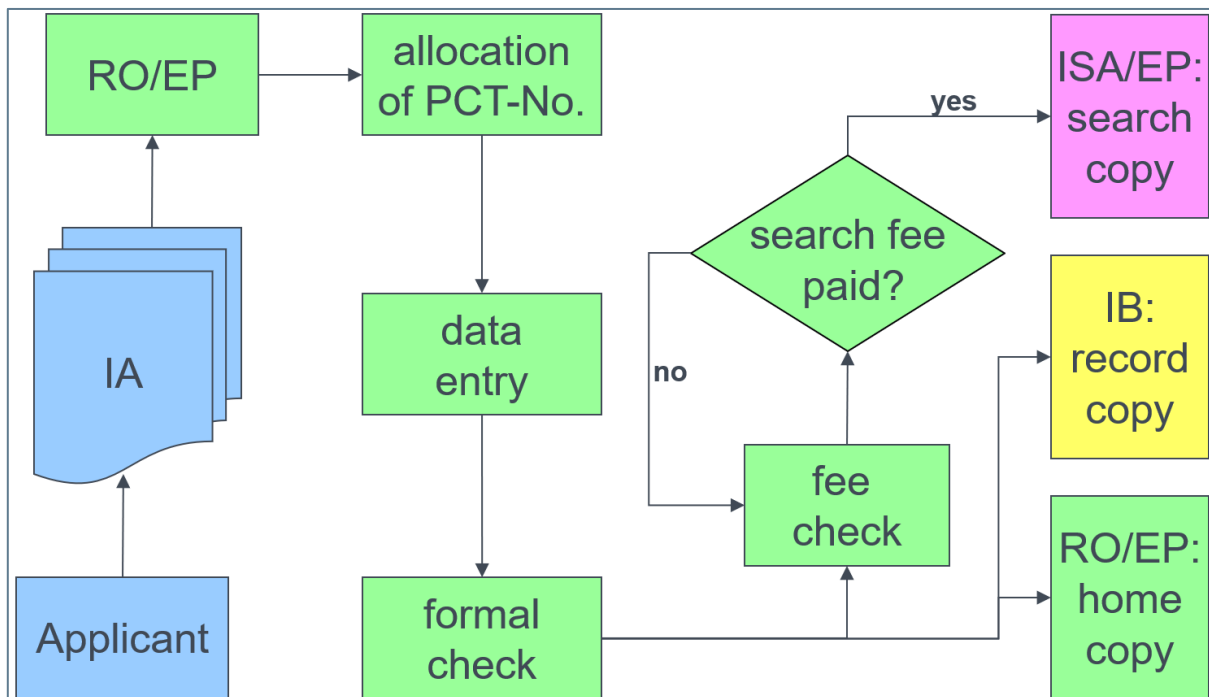 RO/EP
allocation
of PCT-No.
ISA/EP:
search
copy
yes
search fee
paid?
IA
data
entry
no
IB:
record
copy
fee
check
RO/EP:
home
copy
Applicant
formal
check